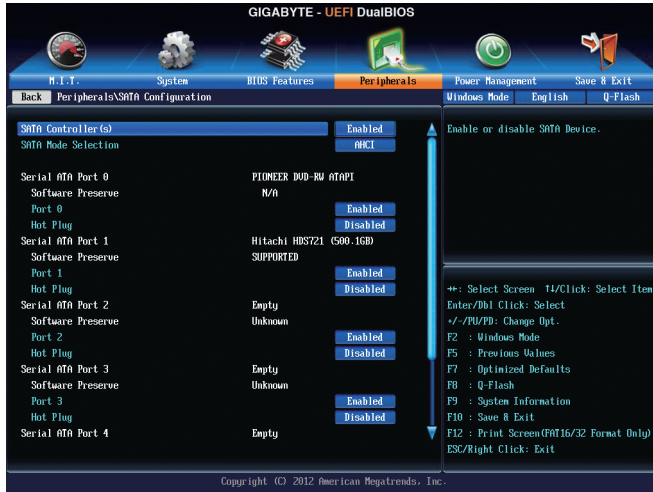 GIGABYTE - UEFI DualBIOS
M.I.T. System BIOS Features Peripherals Power Management Save & Exit
Back Peripherals\SATA Configuration Windows Mode English Q-Flash
SATA Controller(s) Enabled Enable or disable SATA Device.
SATA Mode Selection AHCI
Serial ATA Port 0 PIONEER DVD-RW ATAPI
Software Preserve N/A
Port 0 Enabled
Hot Plug Disabled
Serial ATA Port 1 Hitachi HDS721 (500.1GB)
Software Preserve SUPPORTED
Port 1 Enabled
Hot Plug Disabled
Serial ATA Port 2 Empty
Software Preserve Unknown
Port 2 Enabled
Hot Plug Disabled
Serial ATA Port 3 Empty
Software Preserve Unknown
Port 3 Enabled
Hot Plug Disabled
Serial ATA Port 4 Empty
→←: Select Screen ↑↓/Click: Select Item
Enter/Dbl Click: Select
+/-/PU/PD: Change Opt.
F2 : Windows Mode
F5 : Previous Values
F7 : Optimized Defaults
F8 : Q-Flash
F9 : System Information
F10 : Save & Exit
F12 : Print Screen(FAT16/32 Format Only)
ESC/Right Click: Exit
Copyright (C) 2012 American Megatrends, Inc.